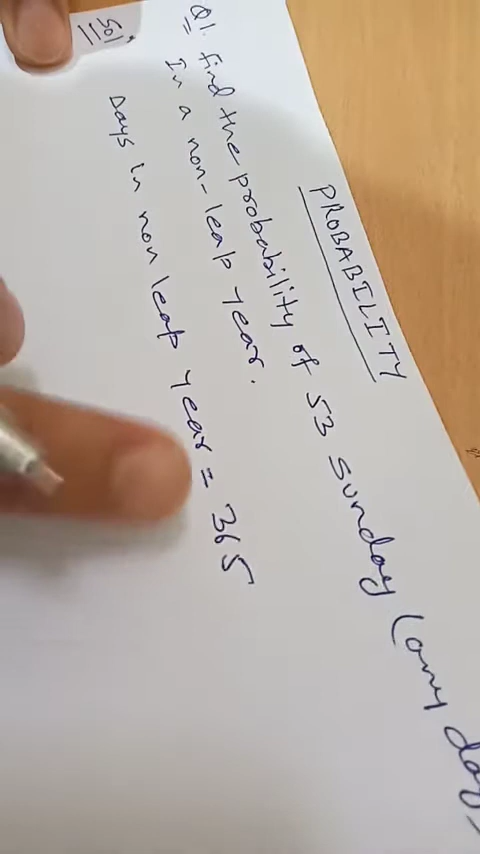 PROBABILITY
Q1. find the probability of 53 Sunday (any day)
In a non-leap year.
Sol.
Days in non leap year = 365